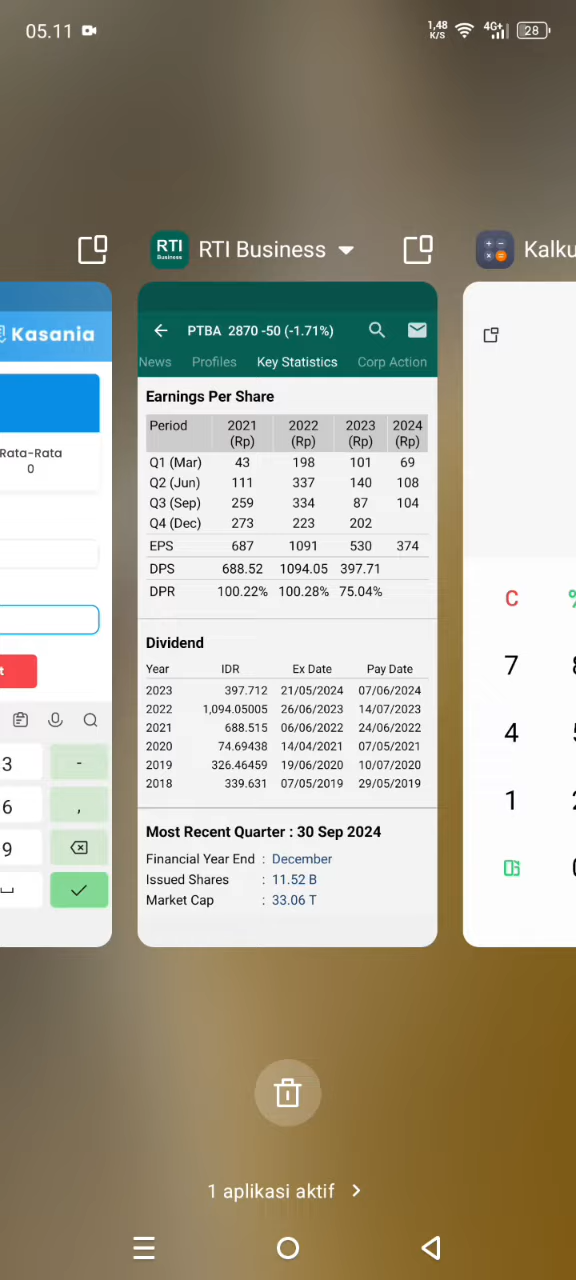 05.11
1,48
K/S
4G+
28
RTI
Business
RTI Business
Kalku
Kasania
Rata-Rata
0
t
3 -
6 ,
9
PTBA 2870 -50 (-1.71%)
News Profiles Key Statistics Corp Action
Earnings Per Share
Period 2021 2022 2023 2024
(Rp) (Rp) (Rp) (Rp)
Q1 (Mar) 43 198 101 69
Q2 (Jun) 111 337 140 108
Q3 (Sep) 259 334 87 104
Q4 (Dec) 273 223 202
EPS 687 1091 530 374
DPS 688.52 1094.05 397.71
DPR 100.22% 100.28% 75.04%
Dividend
Year IDR Ex Date Pay Date
2023 397.712 21/05/2024 07/06/2024
2022 1,094.05005 26/06/2023 14/07/2023
2021 688.515 06/06/2022 24/06/2022
2020 74.69438 14/04/2021 07/05/2021
2019 326.46459 19/06/2020 10/07/2020
2018 339.631 07/05/2019 29/05/2019
Most Recent Quarter : 30 Sep 2024
Financial Year End : December
Issued Shares : 11.52 B
Market Cap : 33.06 T
C %
7
4
1
1 aplikasi aktif